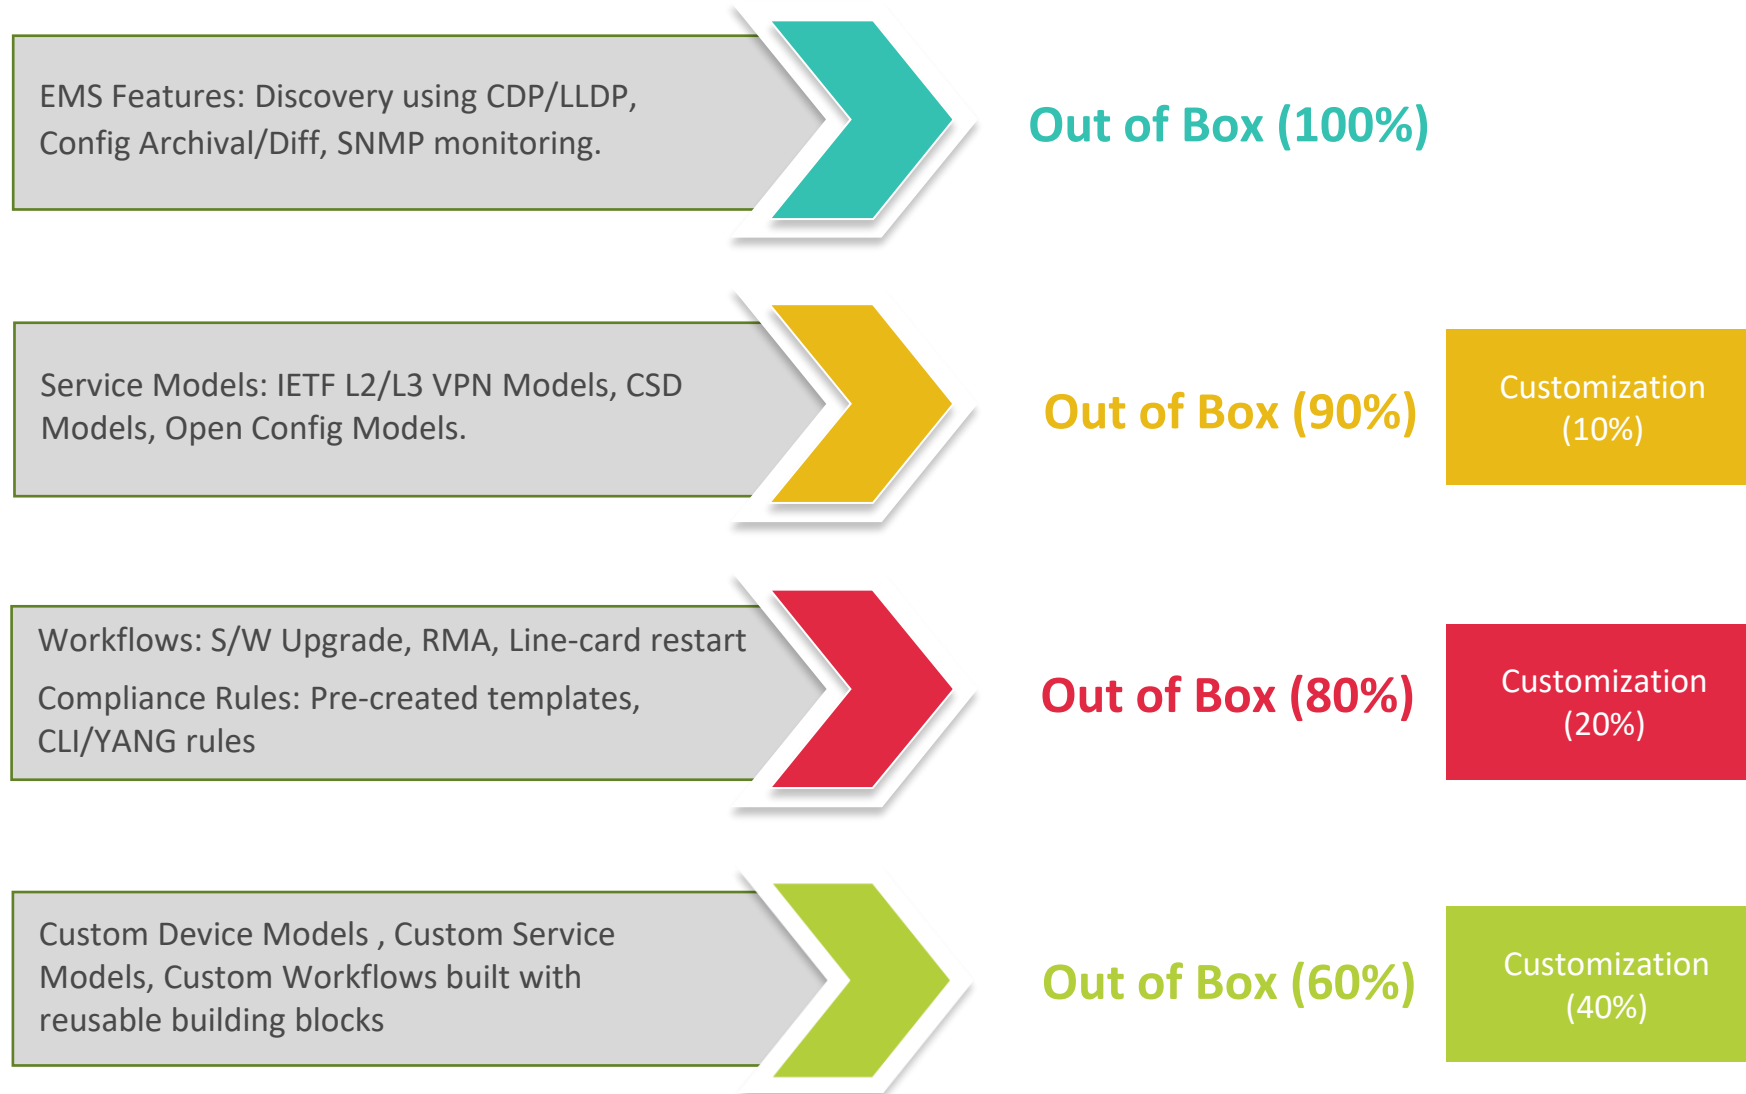 EMS Features: Discovery using CDP/LLDP,
Config Archival/Diff, SNMP monitoring.
Out of Box (100%)
Service Models: IETF L2/L3 VPN Models, CSD
Models, Open Config Models.
Out of Box (90%)
Customization
(10%)
Workflows: S/W Upgrade, RMA, Line-card restart
Compliance Rules: Pre-created templates,
CLI/YANG rules
Out of Box (80%)
Customization
(20%)
Custom Device Models , Custom Service
Models, Custom Workflows built with
reusable building blocks
Out of Box (60%)
Customization
(40%)